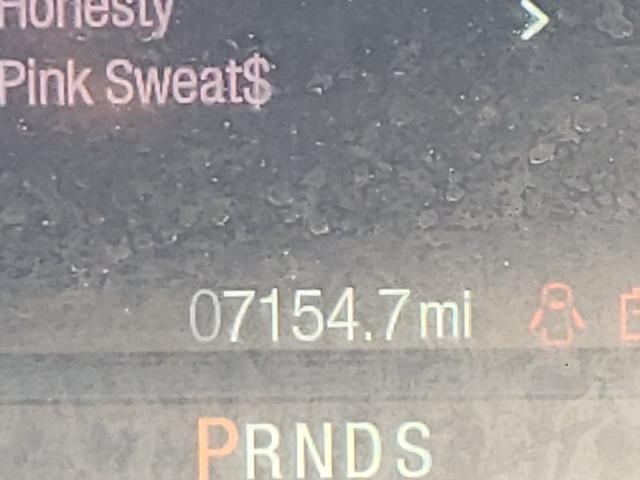 Honesty
Pink Sweat$
07154.7 mi
PRNDS